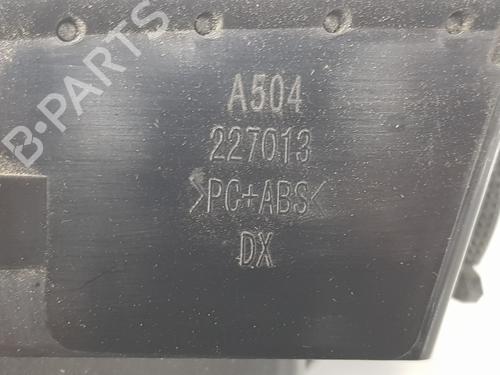 B-PARTS
A504
227013
>PC+ABS<
DX